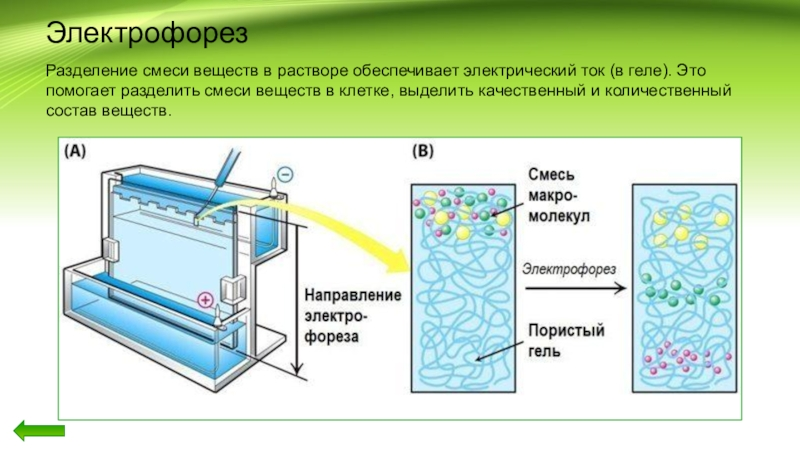 Электрофорез
Разделение смеси веществ в растворе обеспечивает электрический ток (в геле). Это
помогает разделить смеси веществ в клетке, выделить качественный и количественный
состав веществ.
(A)
−
+
Направление
электро-
фореза
(B)
Смесь
макро-
молекул
Электрофорез
Пористый
гель